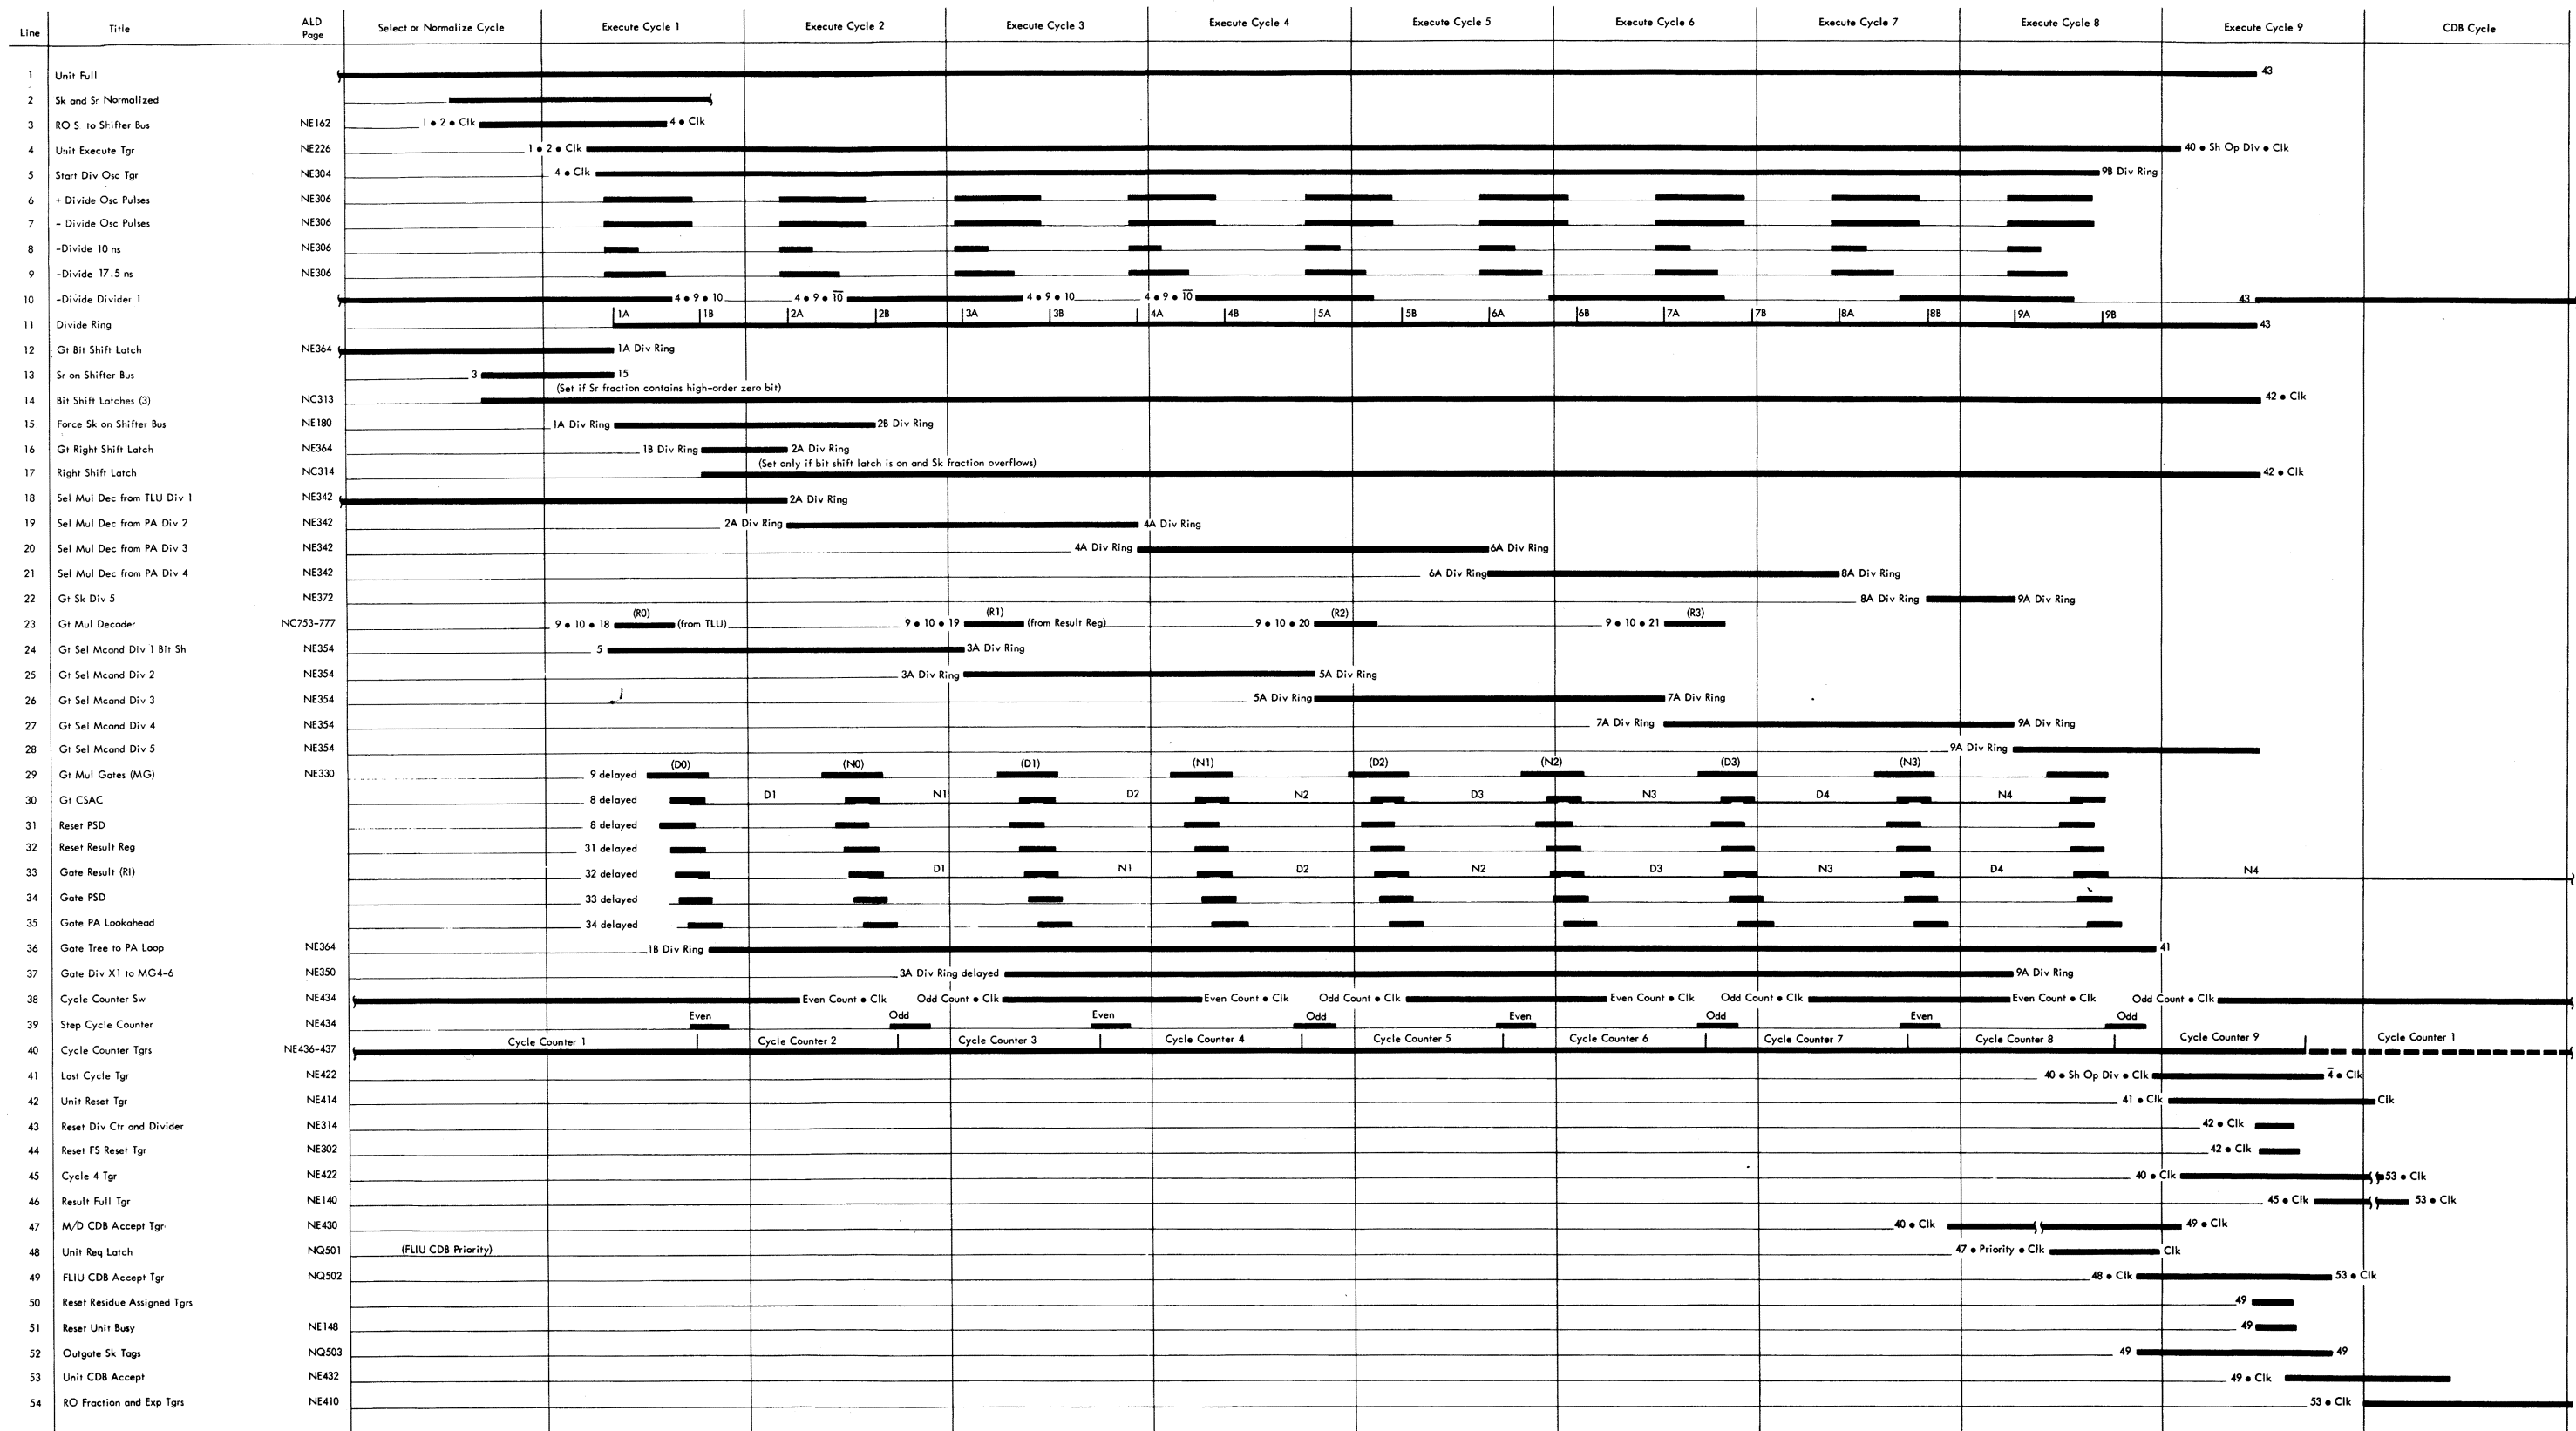 Line Title ALD Page Select or Normalize Cycle Execute Cycle 1 Execute Cycle 2 Execute Cycle 3 Execute Cycle 4 Execute Cycle 5 Execute Cycle 6 Execute Cycle 7 Execute Cycle 8 Execute Cycle 9 CDB Cycle
1 Unit Full 43
2 Sk and Sr Normalized
3 RO S to Shifter Bus NE162 1 • 2 • Clk 4 • Clk
4 Unit Execute Tgr NE226 1 • 2 • Clk 40 • Sh Op Div • Clk
5 Start Div Osc Tgr NE304 4 • Clk 9B Div Ring
6 + Divide Osc Pulses NE306
7 - Divide Osc Pulses NE306
8 -Divide 10 ns NE306
9 -Divide 17.5 ns NE306
10 -Divide Divider 1 4 • 9 • 10 4 • 9 • 1̅0̅ 4 • 9 • 10 4 • 9 • 1̅0̅ 43
11 Divide Ring 1A 1B 2A 2B 3A 3B 4A 4B 5A 5B 6A 6B 7A 7B 8A 8B 9A 9B 43
12 Gt Bit Shift Latch NE364 1A Div Ring
13 Sr on Shifter Bus 3 15
(Set if Sr fraction contains high-order zero bit)
14 Bit Shift Latches (3) NC313 42 • Clk
15 Force Sk on Shifter Bus NE180 1A Div Ring 2B Div Ring
16 Gt Right Shift Latch NE364 1B Div Ring 2A Div Ring
(Set only if bit shift latch is on and Sk fraction overflows)
17 Right Shift Latch NC314 42 • Clk
18 Sel Mul Dec from TLU Div 1 NE342 2A Div Ring
19 Sel Mul Dec from PA Div 2 NE342 2A Div Ring 4A Div Ring
20 Sel Mul Dec from PA Div 3 NE342 4A Div Ring 6A Div Ring
21 Sel Mul Dec from PA Div 4 NE342 6A Div Ring 8A Div Ring
22 Gt Sk Div 5 NE372 8A Div Ring 9A Div Ring
(R0) (R1) (R2) (R3)
23 Gt Mul Decoder NC753-777 9 • 10 • 18 (from TLU) 9 • 10 • 19 (from Result Reg) 9 • 10 • 20 9 • 10 • 21
24 Gt Sel Mcand Div 1 Bit Sh NE354 5 3A Div Ring
25 Gt Sel Mcand Div 2 NE354 3A Div Ring 5A Div Ring
26 Gt Sel Mcand Div 3 NE354 5A Div Ring 7A Div Ring
27 Gt Sel Mcand Div 4 NE354 7A Div Ring 9A Div Ring
28 Gt Sel Mcand Div 5 NE354 9A Div Ring
(D0) (N0) (D1) (N1) (D2) (N2) (D3) (N3)
29 Gt Mul Gates (MG) NE330 9 delayed
30 Gt CSAC 8 delayed D1 N1 D2 N2 D3 N3 D4 N4
31 Reset PSD 8 delayed
32 Reset Result Reg 31 delayed
33 Gate Result (RI) 32 delayed D1 N1 D2 N2 D3 N3 D4 N4
34 Gate PSD 33 delayed
35 Gate PA Lookahead 34 delayed
36 Gate Tree to PA Loop NE364 1B Div Ring 41
37 Gate Div X1 to MG4-6 NE350 3A Div Ring delayed 9A Div Ring
38 Cycle Counter Sw NE434 Even Count • Clk Odd Count • Clk Even Count • Clk Odd Count • Clk Even Count • Clk Odd Count • Clk Even Count • Clk Odd Count • Clk
Even Odd Even Odd Even Odd Even Odd
39 Step Cycle Counter NE434
40 Cycle Counter Tgrs NE436-437 Cycle Counter 1 Cycle Counter 2 Cycle Counter 3 Cycle Counter 4 Cycle Counter 5 Cycle Counter 6 Cycle Counter 7 Cycle Counter 8 Cycle Counter 9 Cycle Counter 1
41 Last Cycle Tgr NE422 40 • Sh Op Div • Clk 4̅ • Clk
42 Unit Reset Tgr NE414 41 • Clk Clk
43 Reset Div Ctr and Divider NE314 42 • Clk
44 Reset FS Reset Tgr NE302 42 • Clk
45 Cycle 4 Tgr NE422 40 • Clk 53 • Clk
46 Result Full Tgr NE140 45 • Clk 53 • Clk
47 M/D CDB Accept Tgr NE430 40 • Clk 49 • Clk
48 Unit Req Latch NQ501 (FLIU CDB Priority) 47 • Priority • Clk Clk
49 FLIU CDB Accept Tgr NQ502 48 • Clk 53 • Clk
50 Reset Residue Assigned Tgrs 49
51 Reset Unit Busy NE148 49
52 Outgate Sk Tags NQ503 49 49
53 Unit CDB Accept NE432 49 • Clk
54 RO Fraction and Exp Tgrs NE410 53 • Clk